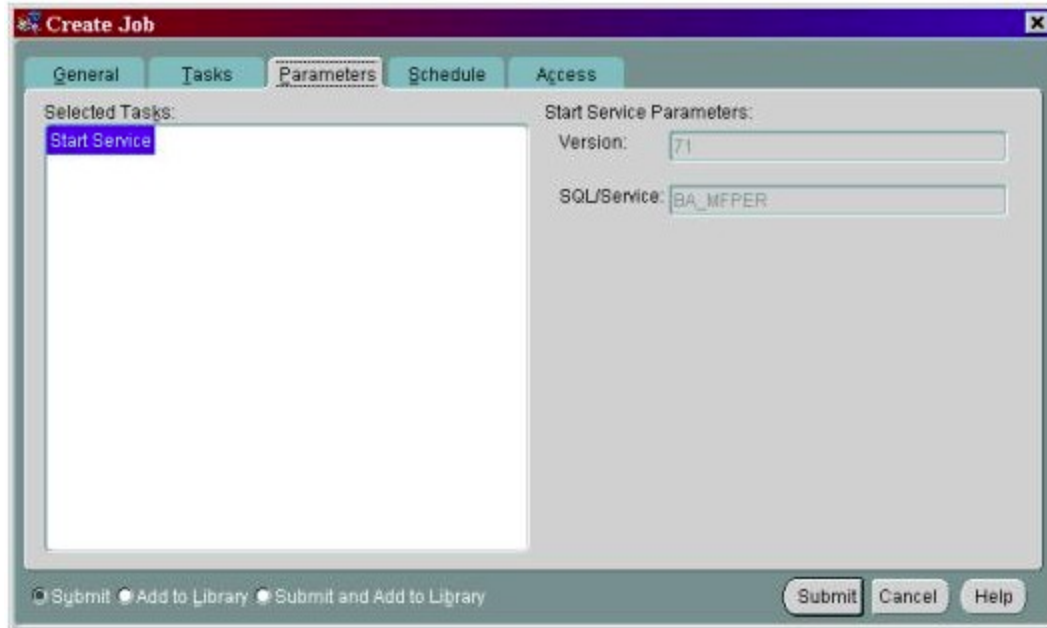 Create Job
General Tasks Parameters Schedule Access
Selected Tasks:
Start Service
Start Service Parameters:
Version: 71
SQL/Service: BA_MFPER
Submit Add to Library Submit and Add to Library
Submit Cancel Help